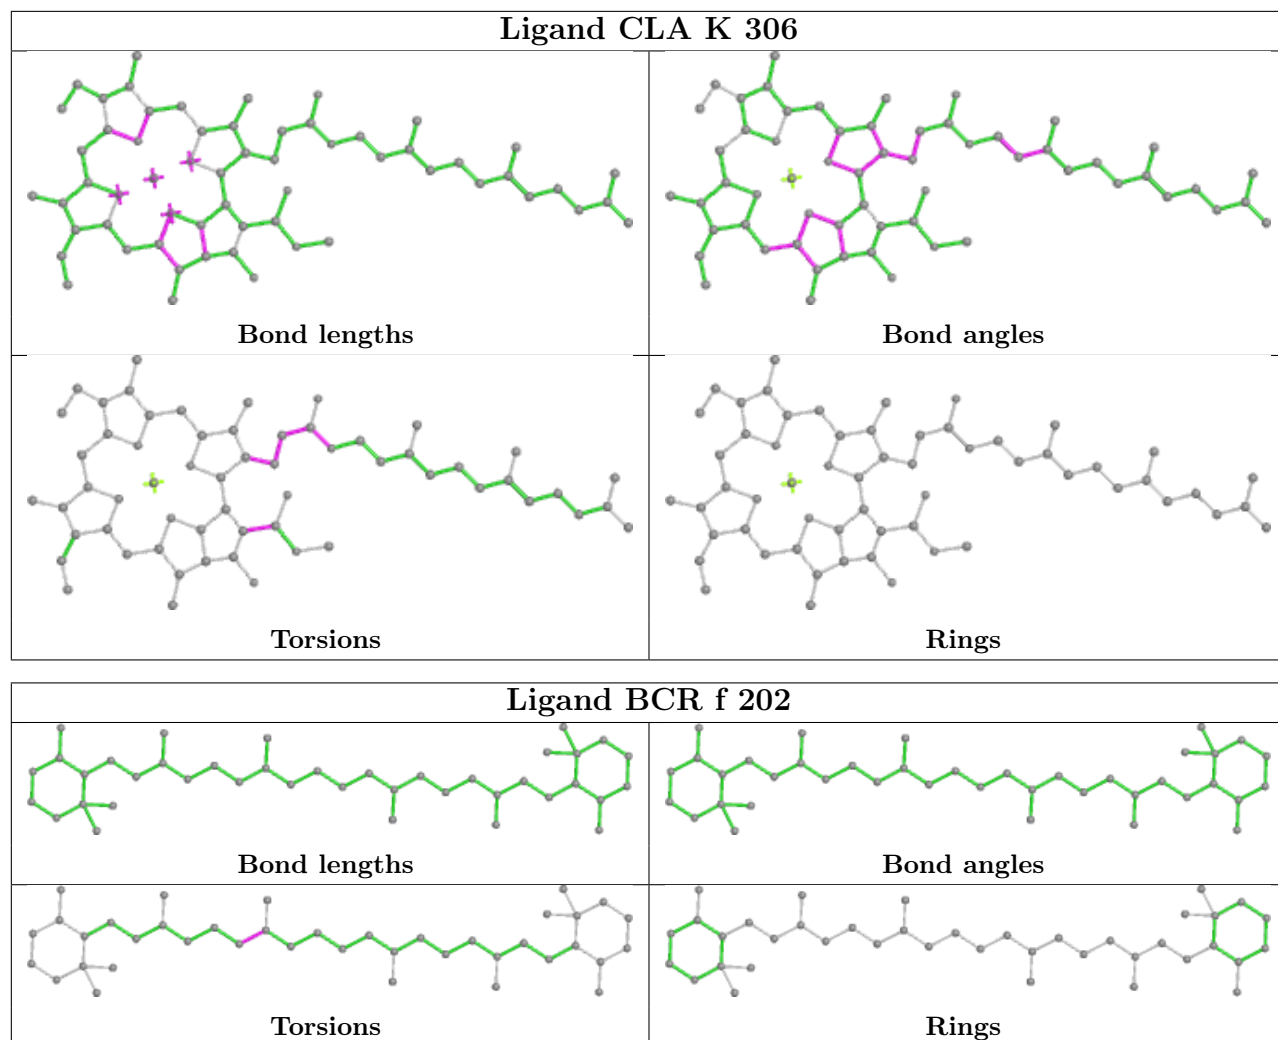 Ligand CLA K 306
Bond lengths
Bond angles
Torsions
Rings
Ligand BCR f 202
Bond lengths
Bond angles
Torsions
Rings